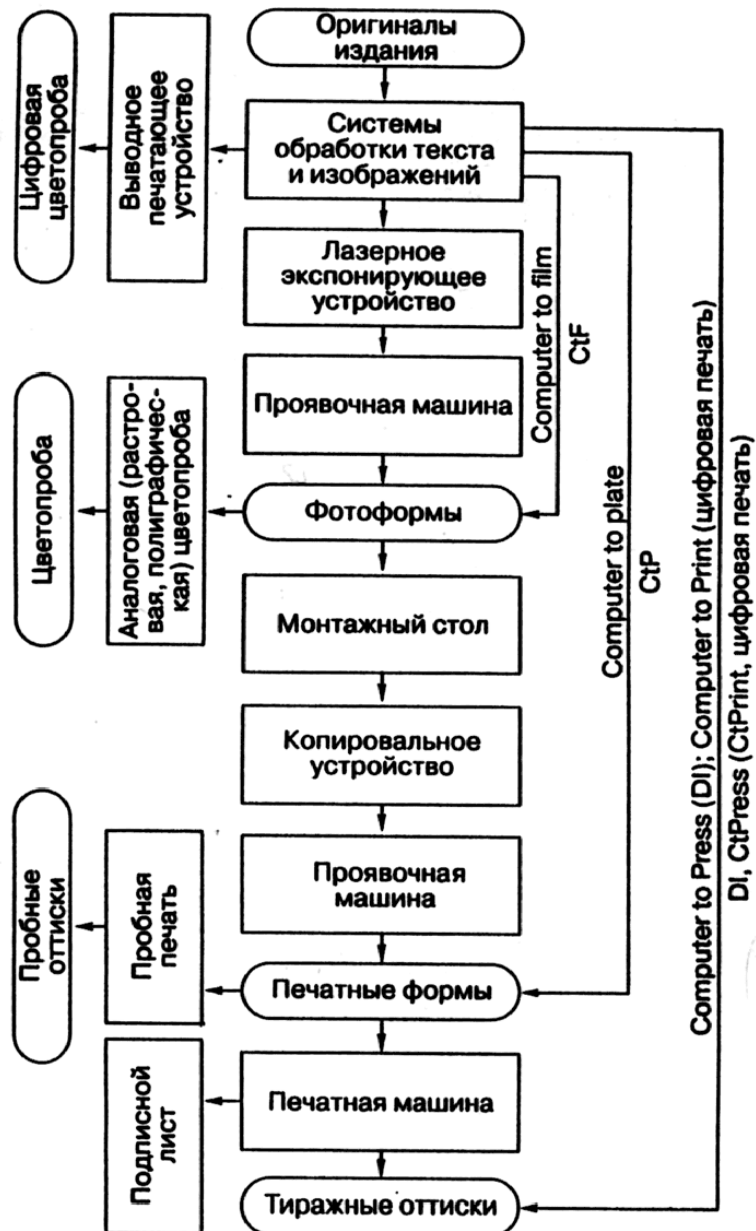 Оригиналы
издания
Системы
обработки текста
и изображений
Выводное
печатающее
устройство
Цифровая
цветопроба
Лазерное
экспонирующее
устройство
Проявочная машина
Computer to film
CtF
Фотоформы
Аналоговая (растро-
вая, полиграфичес-
кая) цветопроба
Цветопроба
Монтажный стол
Копировальное
устройство
Проявочная
машина
Computer to plate
CtP
Печатные формы
Пробная
печать
Пробные
оттиски
Печатная машина
Подписной
лист
Тиражные оттиски
Computer to Press (DI); Computer to Print (цифровая печать)
DI, CtPress (CtPrint, цифровая печать)